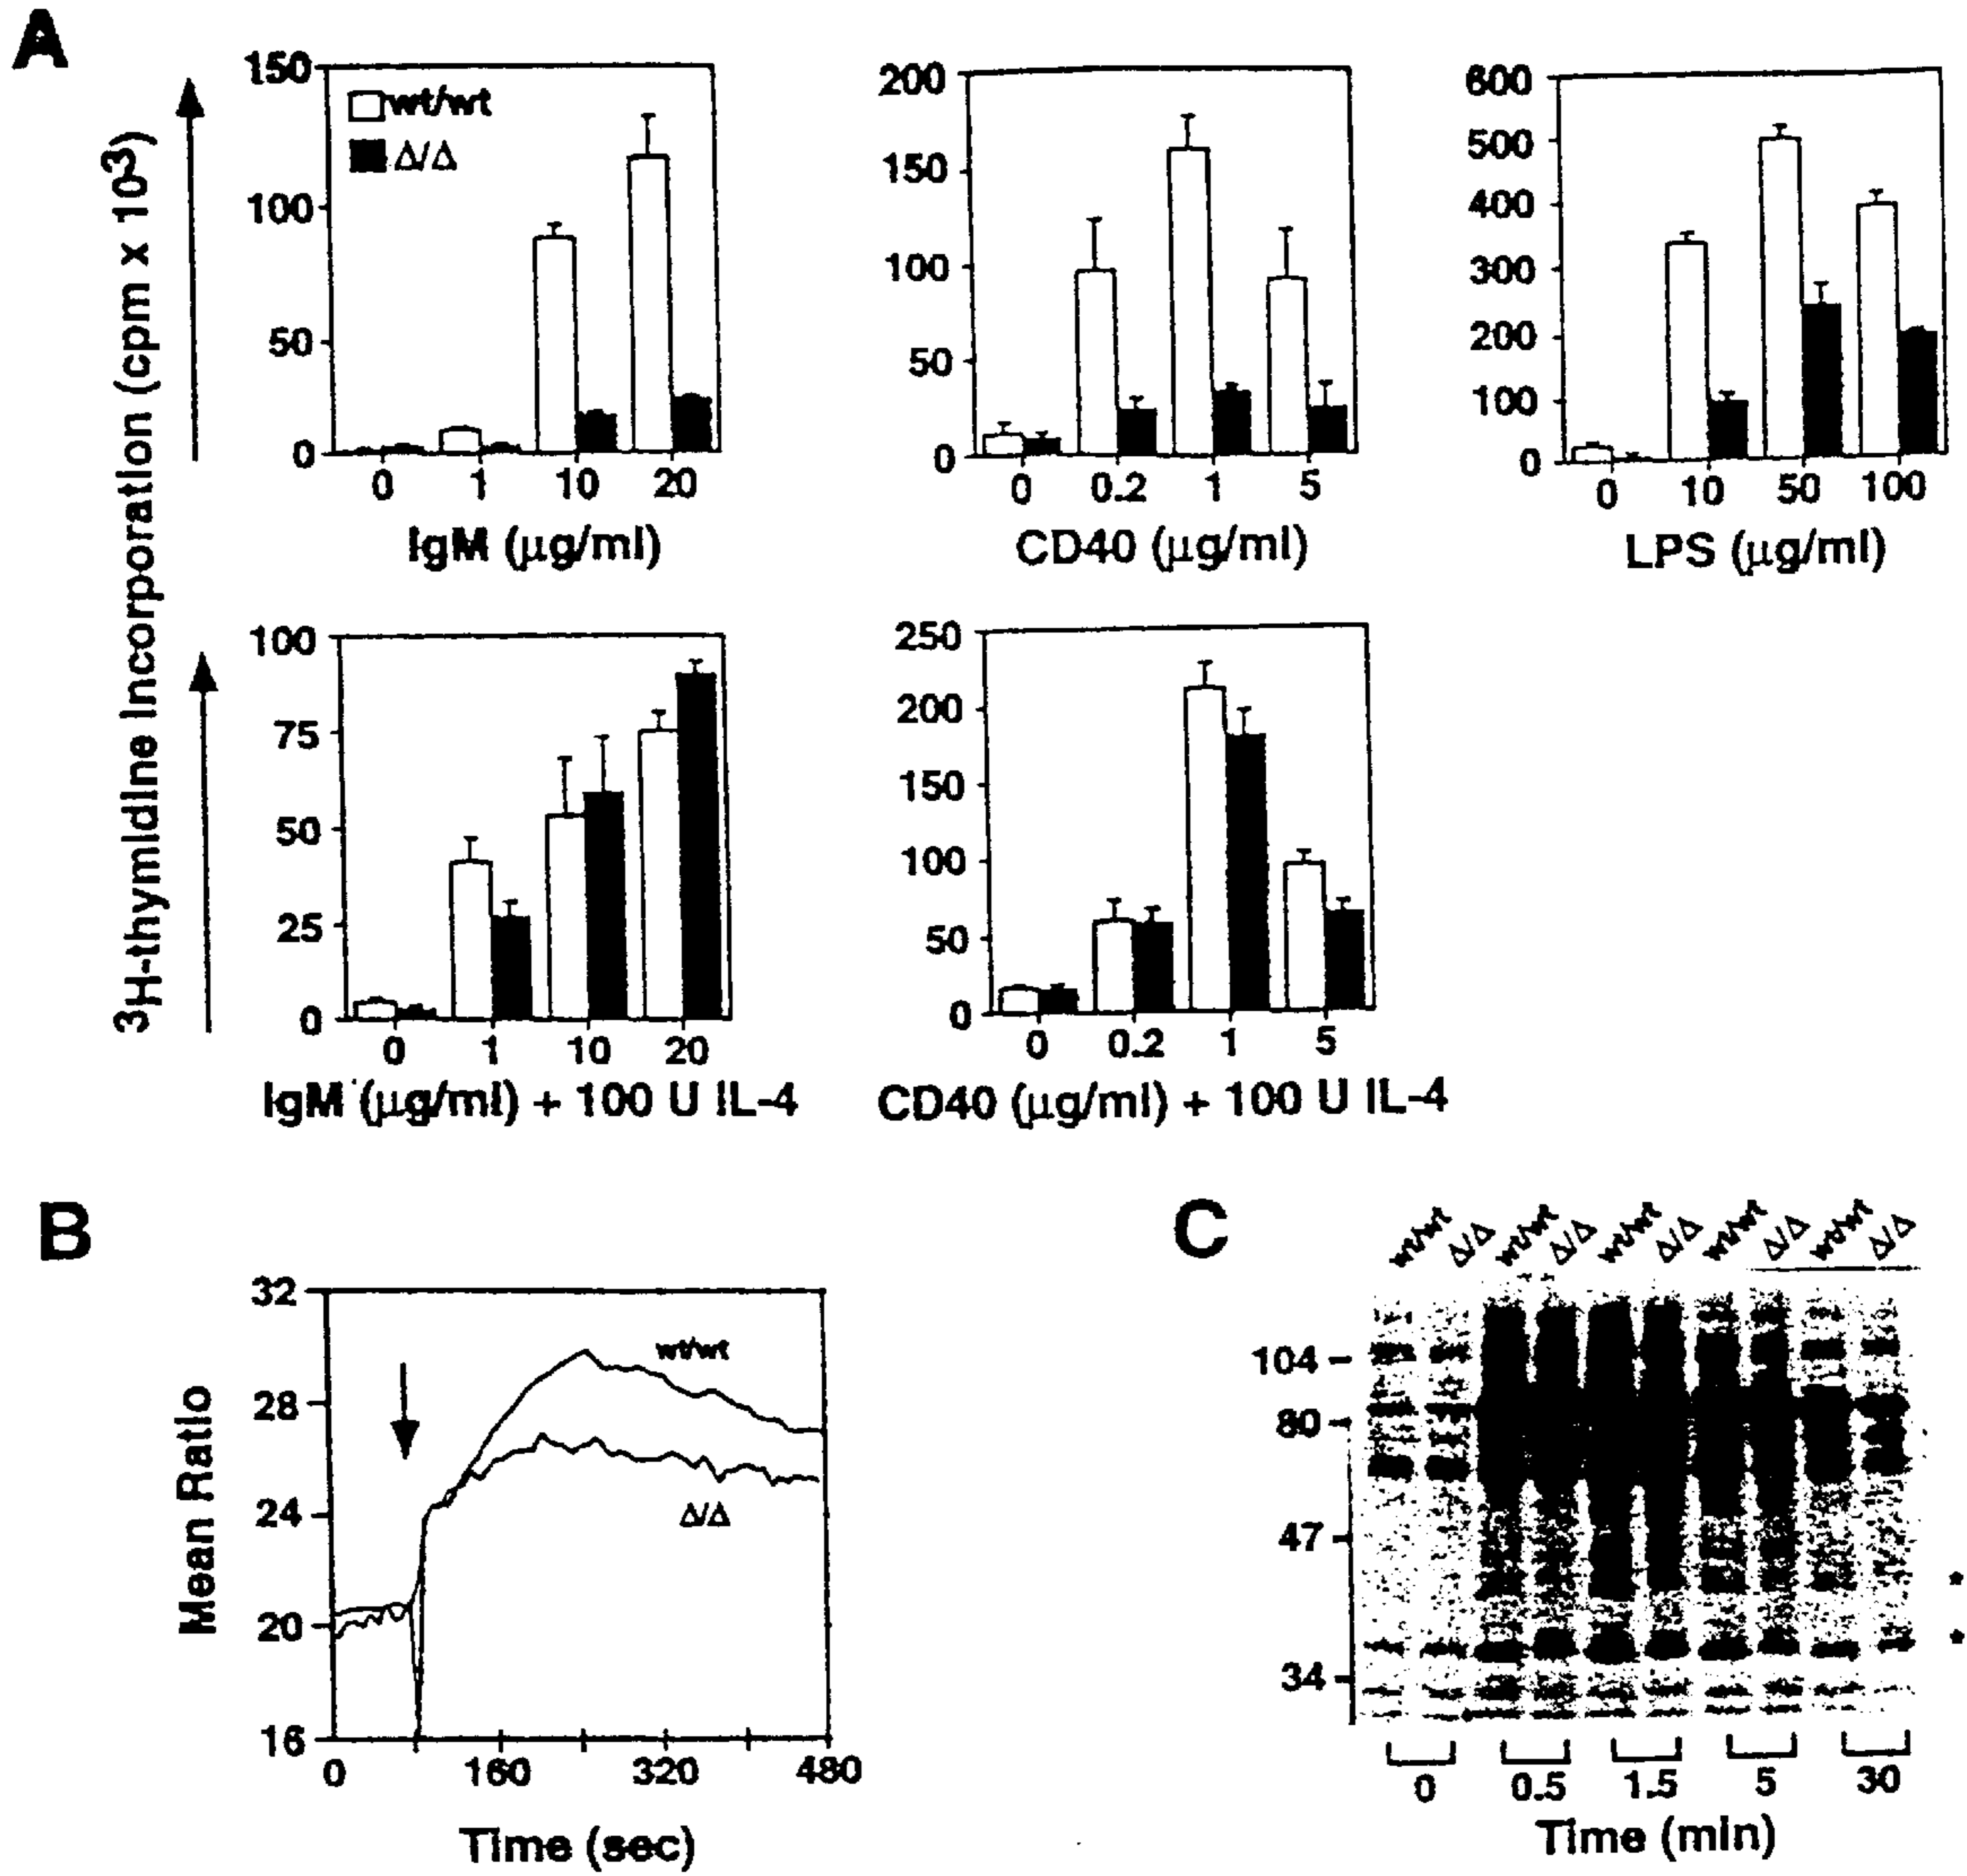 A
3H-thymidine Incorporation (cpm x 10³)
150
100
50
0
wt/wt
Δ/Δ
0 1 10 20
IgM (μg/ml)
200
150
100
50
0
0 0.2 1 5
CD40 (μg/ml)
600
500
400
300
200
100
0
0 10 50 100
LPS (μg/ml)
100
75
50
25
0
0 1 10 20
IgM (μg/ml) + 100 U IL-4
250
200
150
100
50
0
0 0.2 1 5
CD40 (μg/ml) + 100 U IL-4
B
Mean Ratio
32
28
24
20
16
wt/wt
Δ/Δ
0 160 320 480
Time (sec)
C
wt/wt Δ/Δ wt/wt Δ/Δ wt/wt Δ/Δ wt/wt Δ/Δ wt/wt Δ/Δ
104
80
47
34
*
*
0 0.5 1.5 5 30
Time (min)